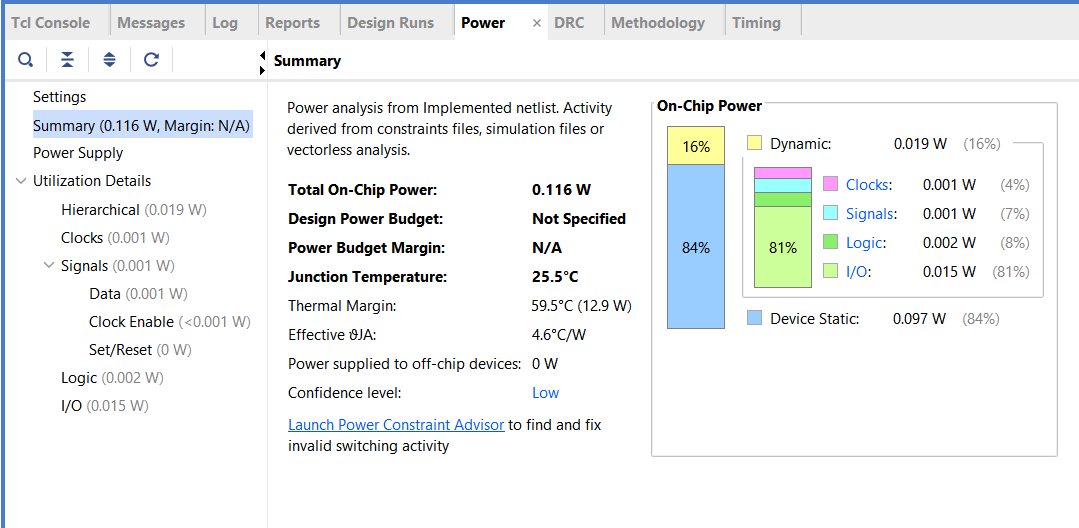 Tcl Console Messages Log Reports Design Runs Power × DRC Methodology Timing
Summary
Settings
Summary (0.116 W, Margin: N/A)
Power Supply
Utilization Details
Hierarchical (0.019 W)
Clocks (0.001 W)
Signals (0.001 W)
Data (0.001 W)
Clock Enable (<0.001 W)
Set/Reset (0 W)
Logic (0.002 W)
I/O (0.015 W)
Power analysis from Implemented netlist. Activity
derived from constraints files, simulation files or
vectorless analysis.
Total On-Chip Power: 0.116 W
Design Power Budget: Not Specified
Power Budget Margin: N/A
Junction Temperature: 25.5°C
Thermal Margin: 59.5°C (12.9 W)
Effective ϑJA: 4.6°C/W
Power supplied to off-chip devices: 0 W
Confidence level: Low
Launch Power Constraint Advisor to find and fix
invalid switching activity
On-Chip Power
16%
84%
Dynamic: 0.019 W (16%)
81%
Clocks: 0.001 W (4%)
Signals: 0.001 W (7%)
Logic: 0.002 W (8%)
I/O: 0.015 W (81%)
Device Static: 0.097 W (84%)